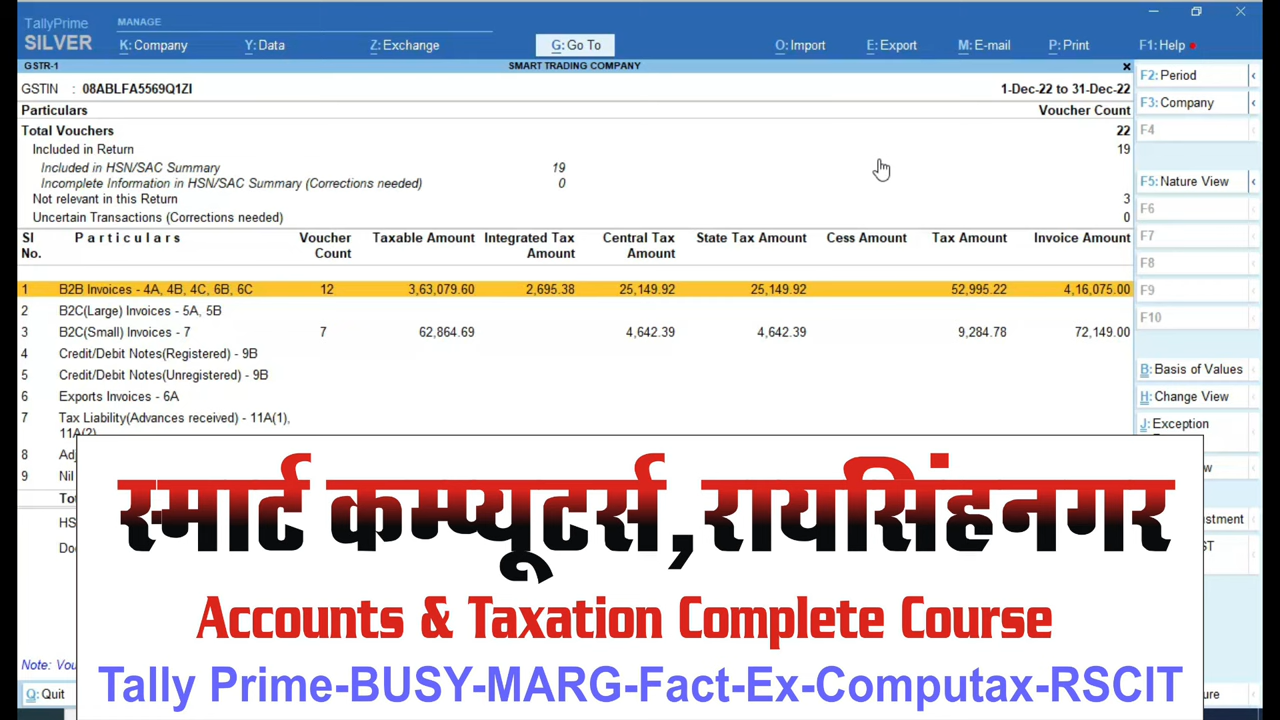 TallyPrime MANAGE
SILVER K: Company Y: Data Z: Exchange G: Go To O: Import E: Export M: E-mail P: Print F1: Help
GSTR-1 SMART TRADING COMPANY x
GSTIN : 08ABLFA5569Q1ZI 1-Dec-22 to 31-Dec-22
Particulars Voucher Count
Total Vouchers 22
Included in Return 19
Included in HSN/SAC Summary 19
Incomplete Information in HSN/SAC Summary (Corrections needed) 0
Not relevant in this Return 3
Uncertain Transactions (Corrections needed) 0
Sl Particulars Voucher Taxable Amount Integrated Tax Central Tax State Tax Amount Cess Amount Tax Amount Invoice Amount
No. Count Amount Amount
1 B2B Invoices - 4A, 4B, 4C, 6B, 6C 12 3,63,079.60 2,695.38 25,149.92 25,149.92 52,995.22 4,16,075.00
2 B2C(Large) Invoices - 5A, 5B
3 B2C(Small) Invoices - 7 7 62,864.69 4,642.39 4,642.39 9,284.78 72,149.00
4 Credit/Debit Notes(Registered) - 9B
5 Credit/Debit Notes(Unregistered) - 9B
6 Exports Invoices - 6A
7 Tax Liability(Advances received) - 11A(1),
11A(2)
8
9 Nil
F2: Period
F3: Company
F4
F5: Nature View
F6
F7
F8
F9
F10
B: Basis of Values
H: Change View
J: Exception
स्मार्ट कम्प्यूटर्स,रायसिंहनगर
Accounts & Taxation Complete Course
Tally Prime-BUSY-MARG-Fact-Ex-Computax-RSCIT
Note:
Q: Quit